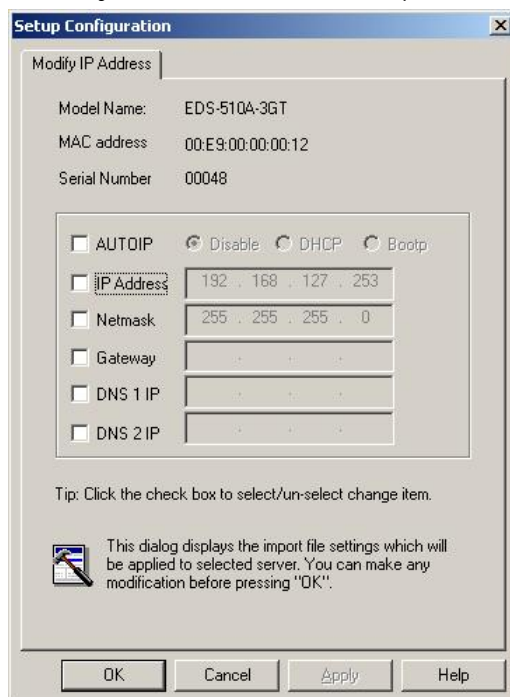 Setup Configuration
Modify IP Address
Model Name: EDS-510A-3GT
MAC address 00:E9:00:00:00:12
Serial Number 00048
AUTOIP Disable DHCP Bootp
IP Address 192 . 168 . 127 . 253
Netmask 255 . 255 . 255 . 0
Gateway . . .
DNS 1 IP . . .
DNS 2 IP . . .
Tip: Click the check box to select/un-select change item.
This dialog displays the import file settings which will
be applied to selected server. You can make any
modification before pressing "OK".
OK Cancel Apply Help